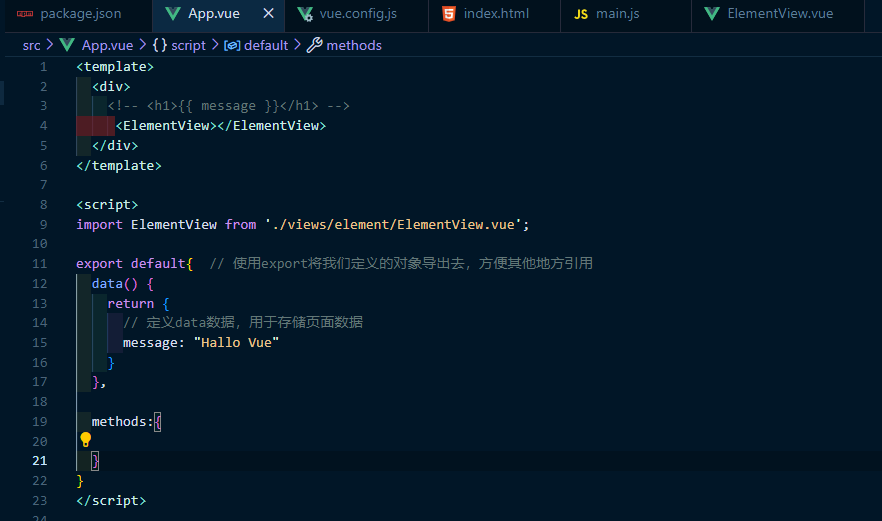 package.json App.vue vue.config.js index.html JS main.js ElementView.vue
src > App.vue > {} script > default > methods
1 <template>
2 <div>
3 <!-- <h1>{{ message }}</h1> -->
4 <ElementView></ElementView>
5 </div>
6 </template>
7
8 <script>
9 import ElementView from './views/element/ElementView.vue';
10
11 export default{ // 使用export将我们定义的对象导出去，方便其他地方引用
12 data() {
13 return {
14 // 定义data数据，用于存储页面数据
15 message: "Hallo Vue"
16 }
17 },
18
19 methods:{
20
21 }
22 }
23 </script>
24